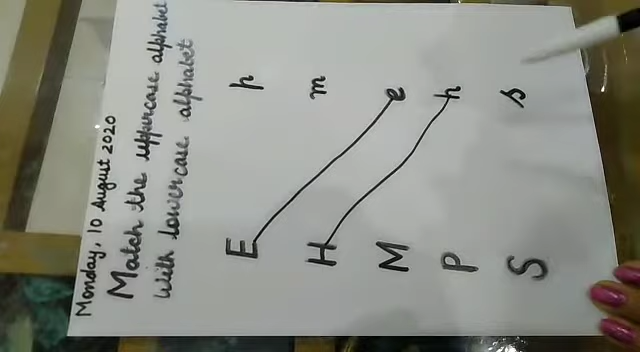 Monday, 10 August 2020
Match the uppercase alphabet
with lowercase alphabet
E p
H m
M e
P h
S s